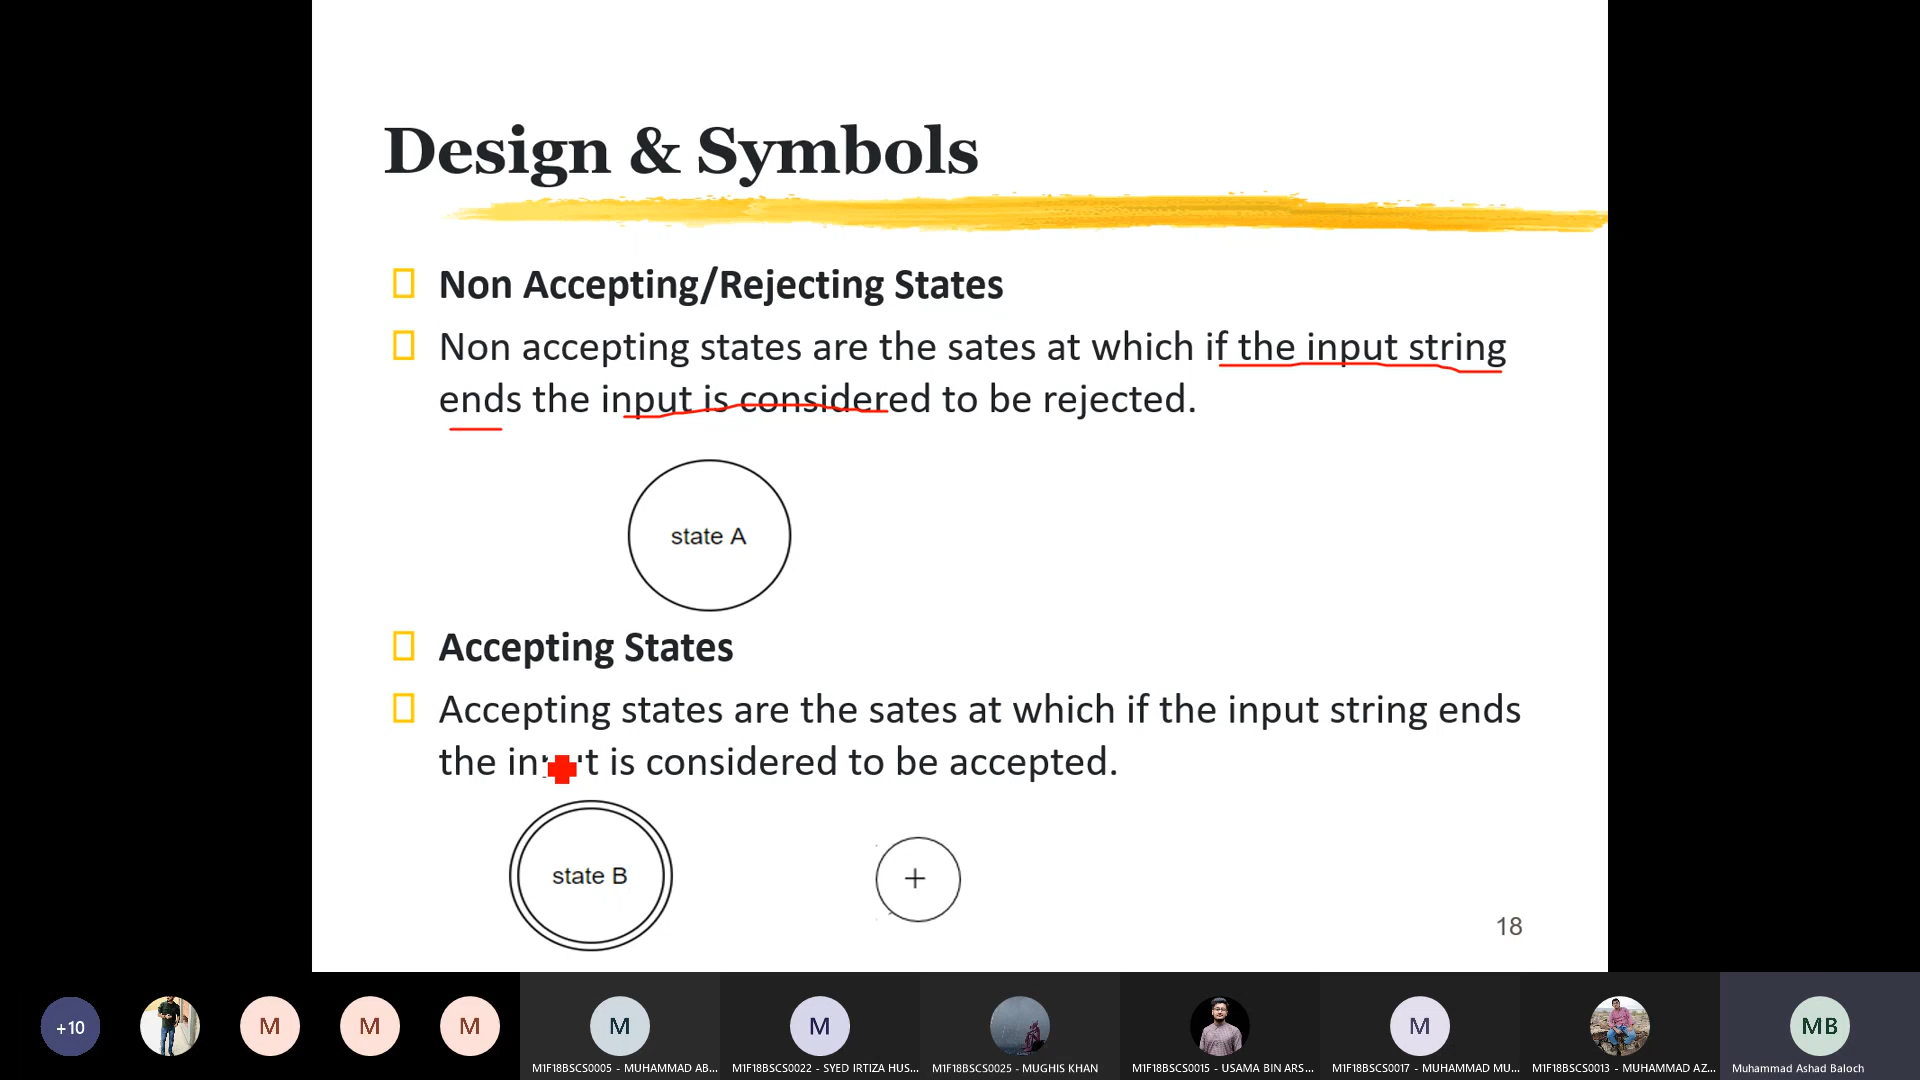 Design & Symbols
Non Accepting/Rejecting States
Non accepting states are the sates at which if the input string
ends the input is considered to be rejected.
state A
Accepting States
Accepting states are the sates at which if the input string ends
the input is considered to be accepted.
state B
+
18
+10
M
M
M
M
M
M
MB
M1F18BSCS0005 - MUHAMMAD AB...
M1F18BSCS0022 - SYED IRTIZA HUS...
M1F18BSCS0025 - MUGHIS KHAN
M1F18BSCS0015 - USAMA BIN ARS...
M1F18BSCS0017 - MUHAMMAD MU...
M1F18BSCS0013 - MUHAMMAD AZ...
Muhammad Ashad Baloch